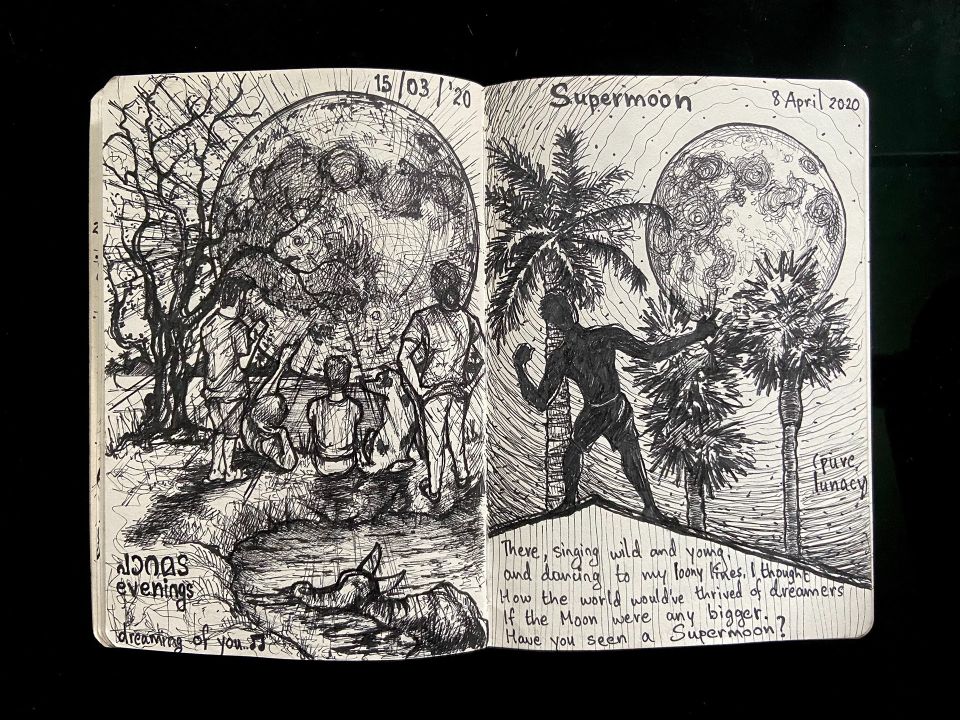 15/03/'20
evenings
dreaming of you..♫
Supermoon
8 April 2020
(pure
lunacy)
There, singing wild and young,
and dancing to my loony lines, I thought
How the world would've thrived of dreamers
If the Moon were any bigger.
Have you seen a Supermoon?